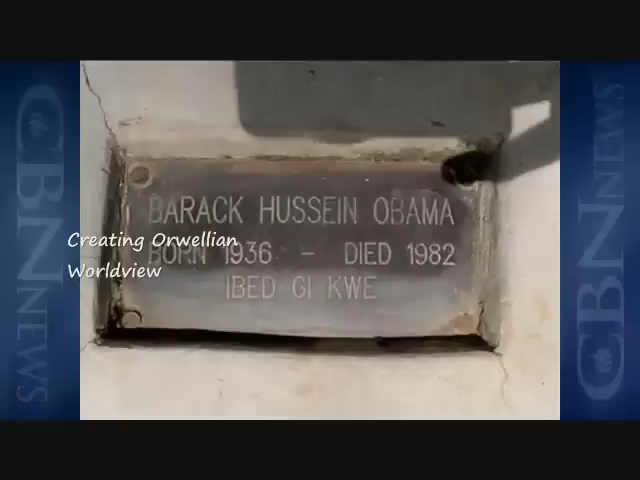 CBN NEWS
BARACK HUSSEIN OBAMA
Creating Orwellian
BORN 1936 - DIED 1982
Worldview
IBED GI KWE
CBN NEWS